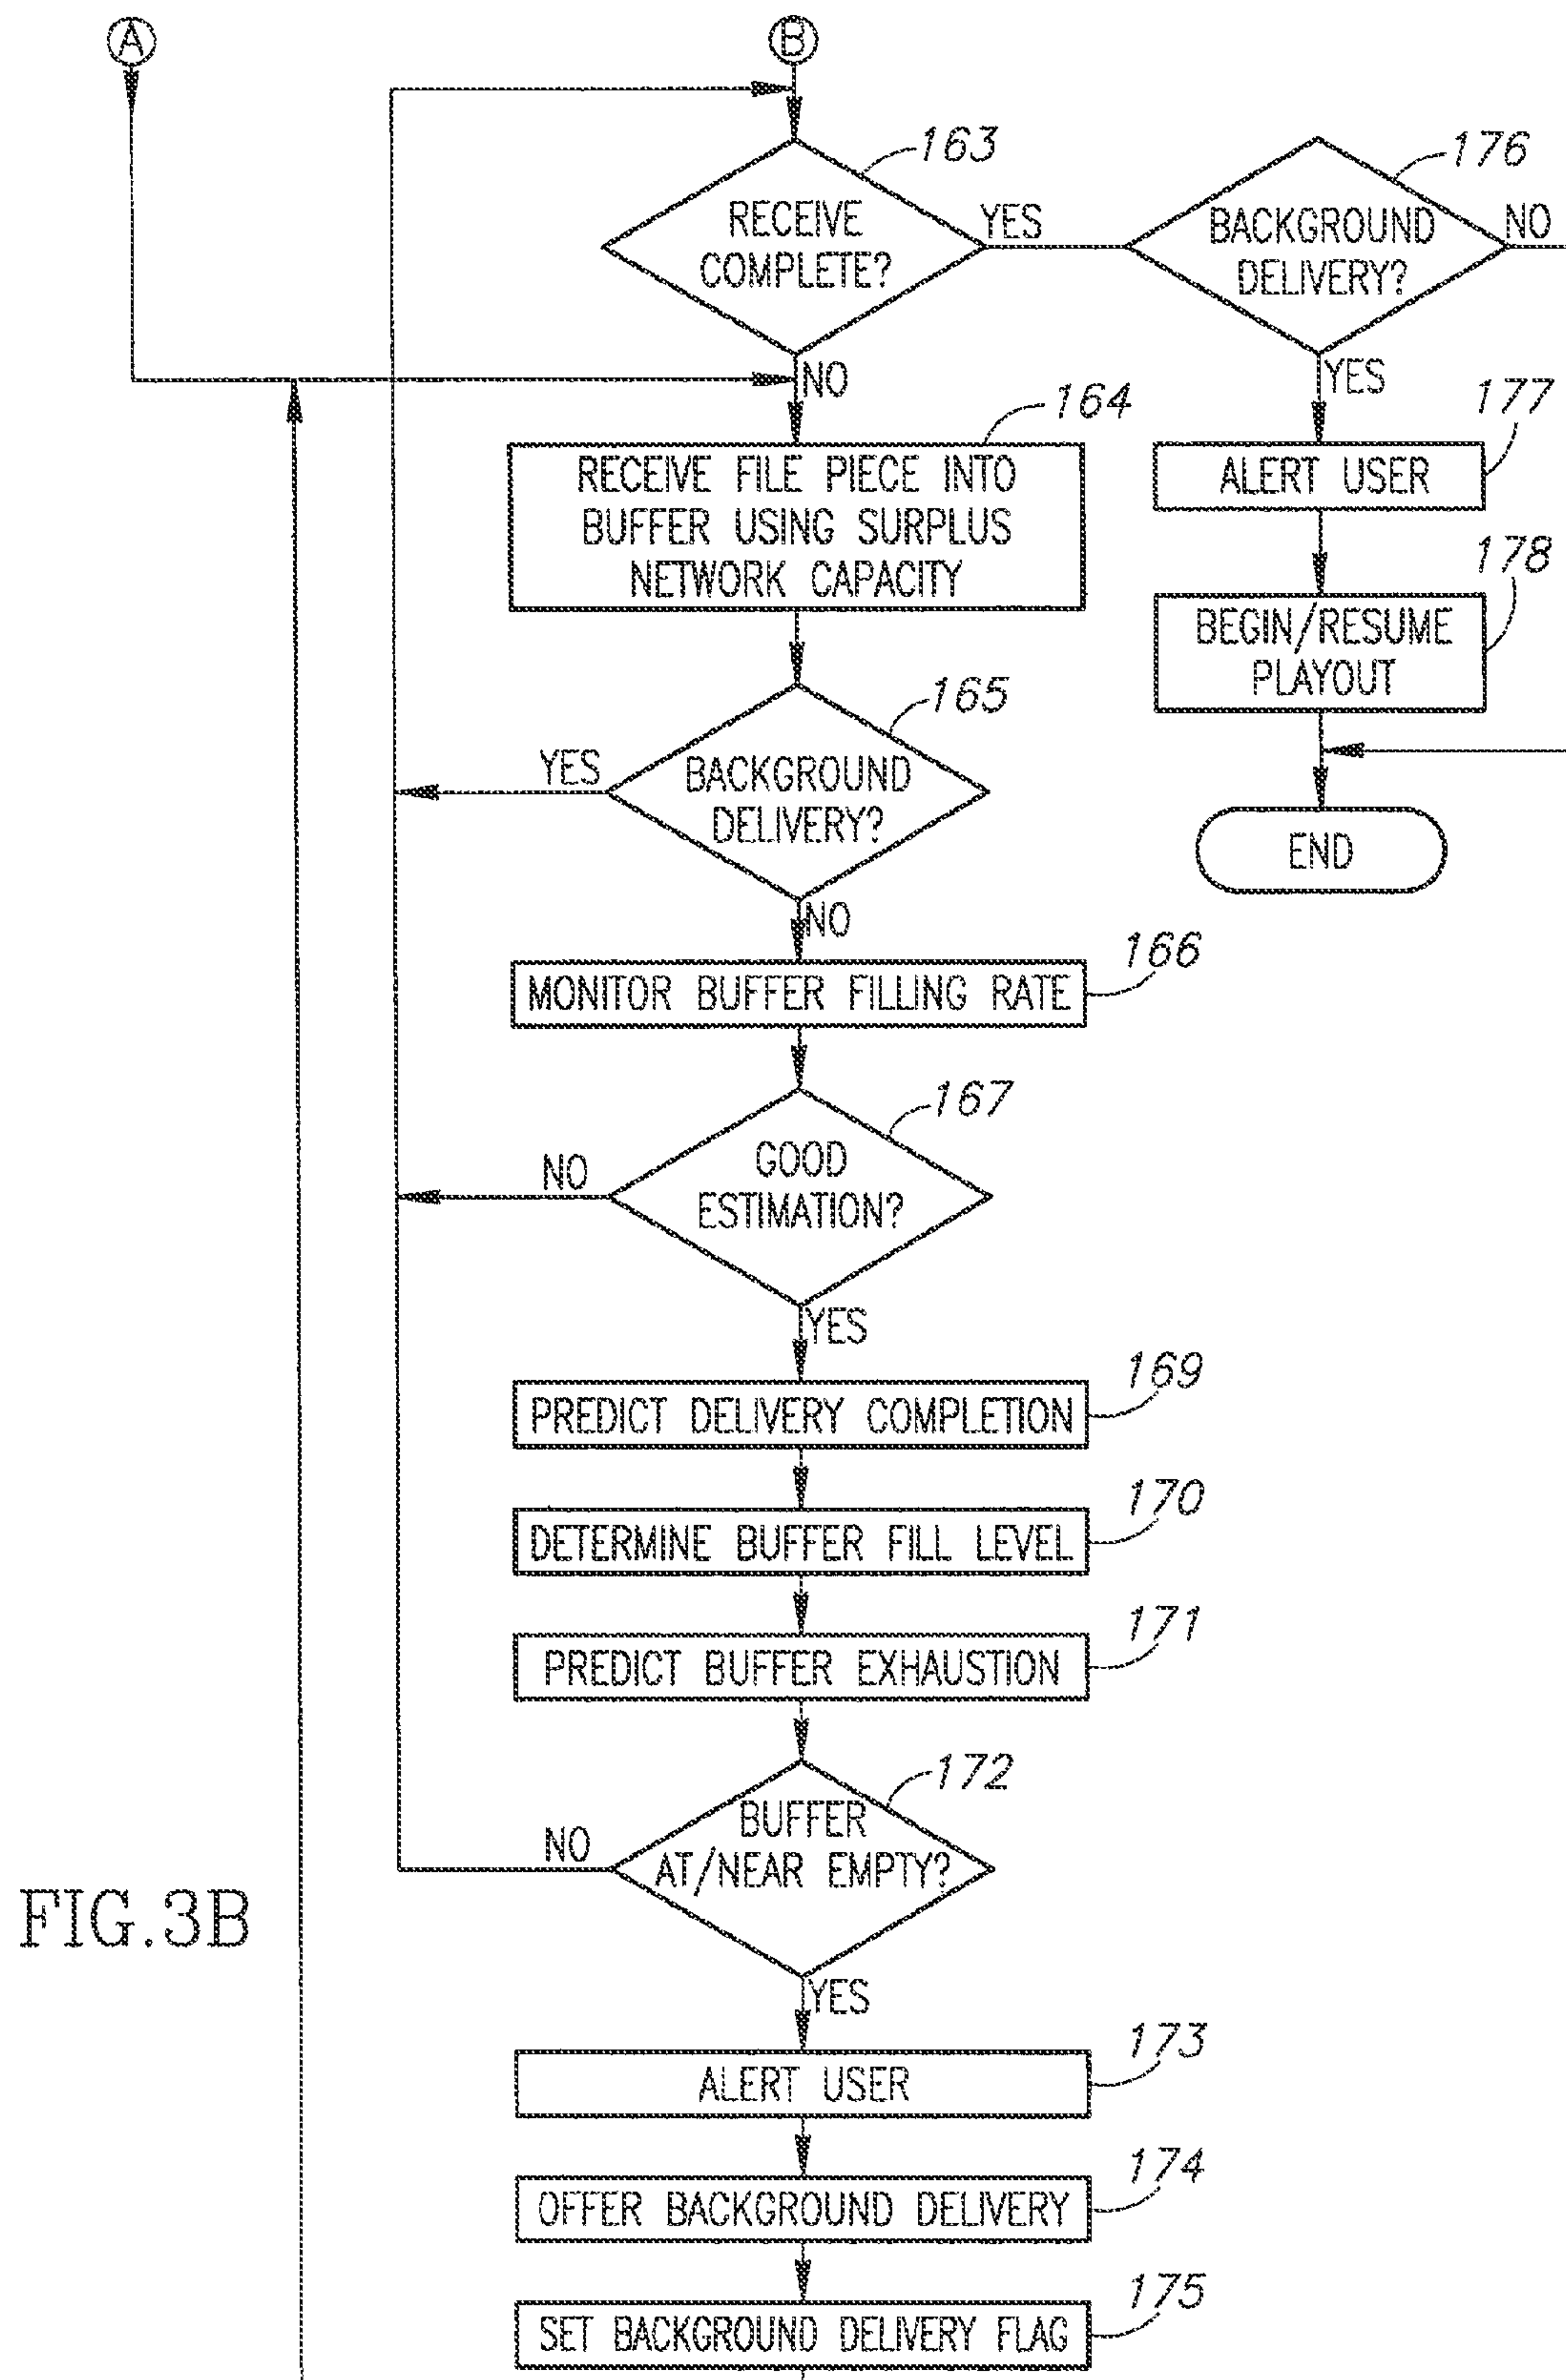 A
B
163
RECEIVE
COMPLETE?
YES
NO
176
BACKGROUND
DELIVERY?
NO
YES
164
RECEIVE FILE PIECE INTO
BUFFER USING SURPLUS
NETWORK CAPACITY
177
ALERT USER
178
BEGIN/RESUME
PLAYOUT
END
165
YES
BACKGROUND
DELIVERY?
NO
166
MONITOR BUFFER FILLING RATE
167
NO
GOOD
ESTIMATION?
YES
169
PREDICT DELIVERY COMPLETION
170
DETERMINE BUFFER FILL LEVEL
171
PREDICT BUFFER EXHAUSTION
172
NO
BUFFER
AT/NEAR EMPTY?
YES
FIG.3B
173
ALERT USER
174
OFFER BACKGROUND DELIVERY
175
SET BACKGROUND DELIVERY FLAG